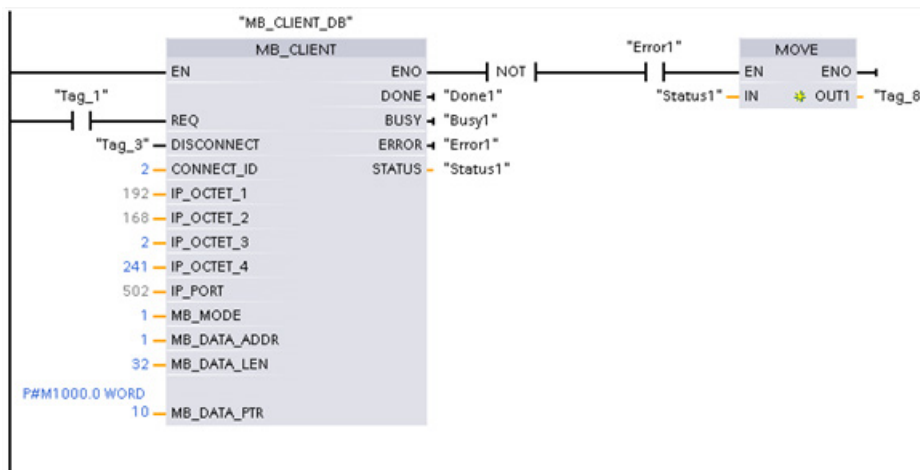 "MB_CLIENT_DB"
MB_CLIENT
"Error1"
MOVE
EN
ENO
NOT
EN
ENO
"Tag_1"
DONE
"Done1"
"Status1"
IN
OUT1
"Tag_8
REQ
BUSY
"Busy1"
"Tag_3"
DISCONNECT
ERROR
"Error1"
2
CONNECT_ID
STATUS
"Status1"
192
IP_OCTET_1
168
IP_OCTET_2
2
IP_OCTET_3
241
IP_OCTET_4
502
IP_PORT
1
MB_MODE
1
MB_DATA_ADDR
32
MB_DATA_LEN
P#M1000.0 WORD
10
MB_DATA_PTR